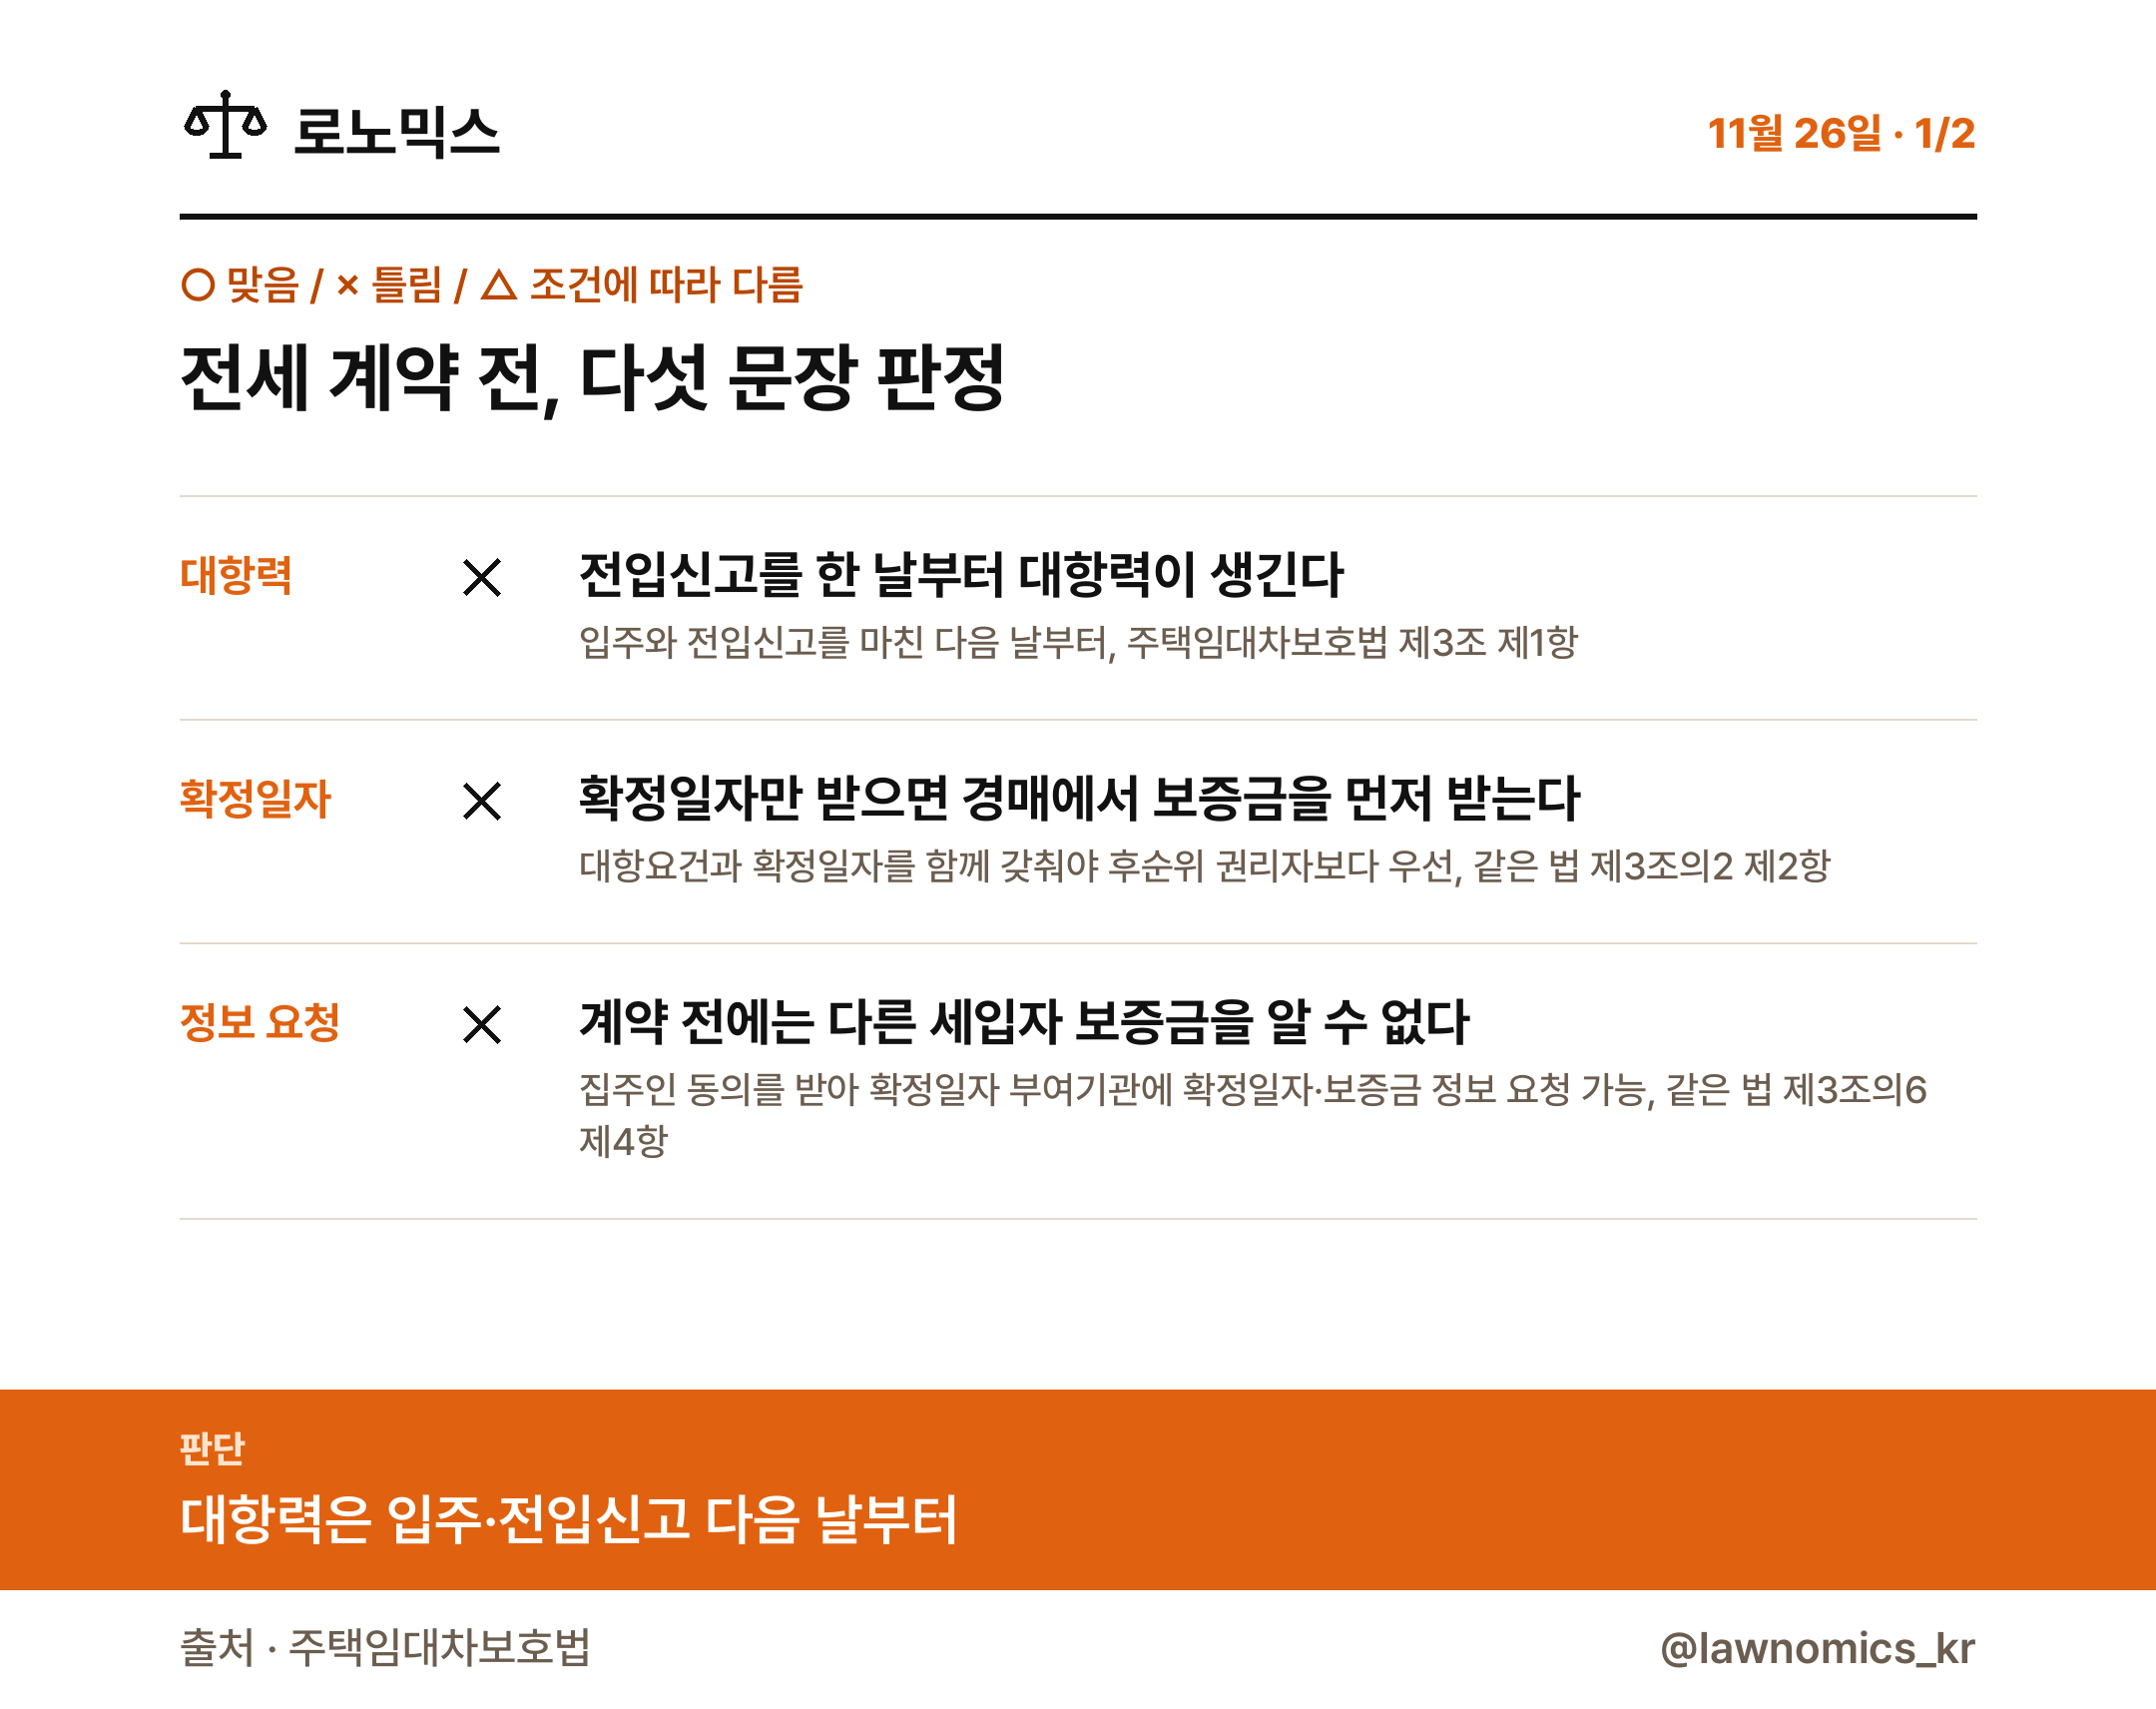 로노믹스
11월 26일 · 1/2
○ 맞음 / × 틀림 / △ 조건에 따라 다름
전세 계약 전, 다섯 문장 판정
대항력
×
전입신고를 한 날부터 대항력이 생긴다
입주와 전입신고를 마친 다음 날부터, 주택임대차보호법 제3조 제1항
확정일자
×
확정일자만 받으면 경매에서 보증금을 먼저 받는다
대항요건과 확정일자를 함께 갖춰야 후순위 권리자보다 우선, 같은 법 제3조의2 제2항
정보 요청
×
계약 전에는 다른 세입자 보증금을 알 수 없다
집주인 동의를 받아 확정일자 부여기관에 확정일자·보증금 정보 요청 가능, 같은 법 제3조의6
제4항
판단
대항력은 입주·전입신고 다음 날부터
출처 · 주택임대차보호법
@lawnomics_kr